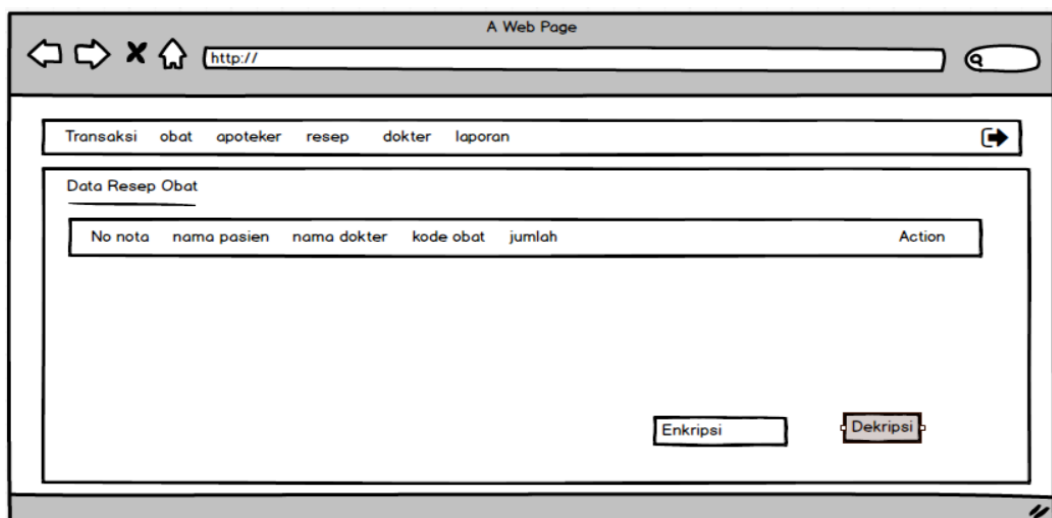 A Web Page
http://
Transaksi obat apoteker resep dokter laporan
Data Resep Obat
No nota nama pasien nama dokter kode obat jumlah Action
Enkripsi Dekripsi